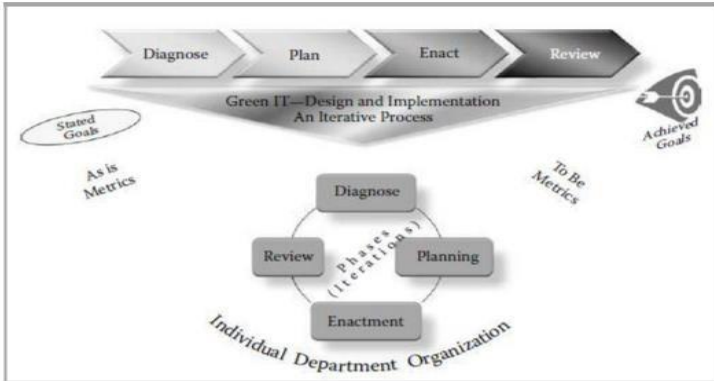 Diagnose
Plan
Enact
Review
Green IT—Design and Implementation
An Iterative Process
Stated
Goals
Achieved
Goals
As is
Metrics
To Be
Metrics
Diagnose
Review
Phases
(Iterations)
Planning
Enactment
Individual Department Organization